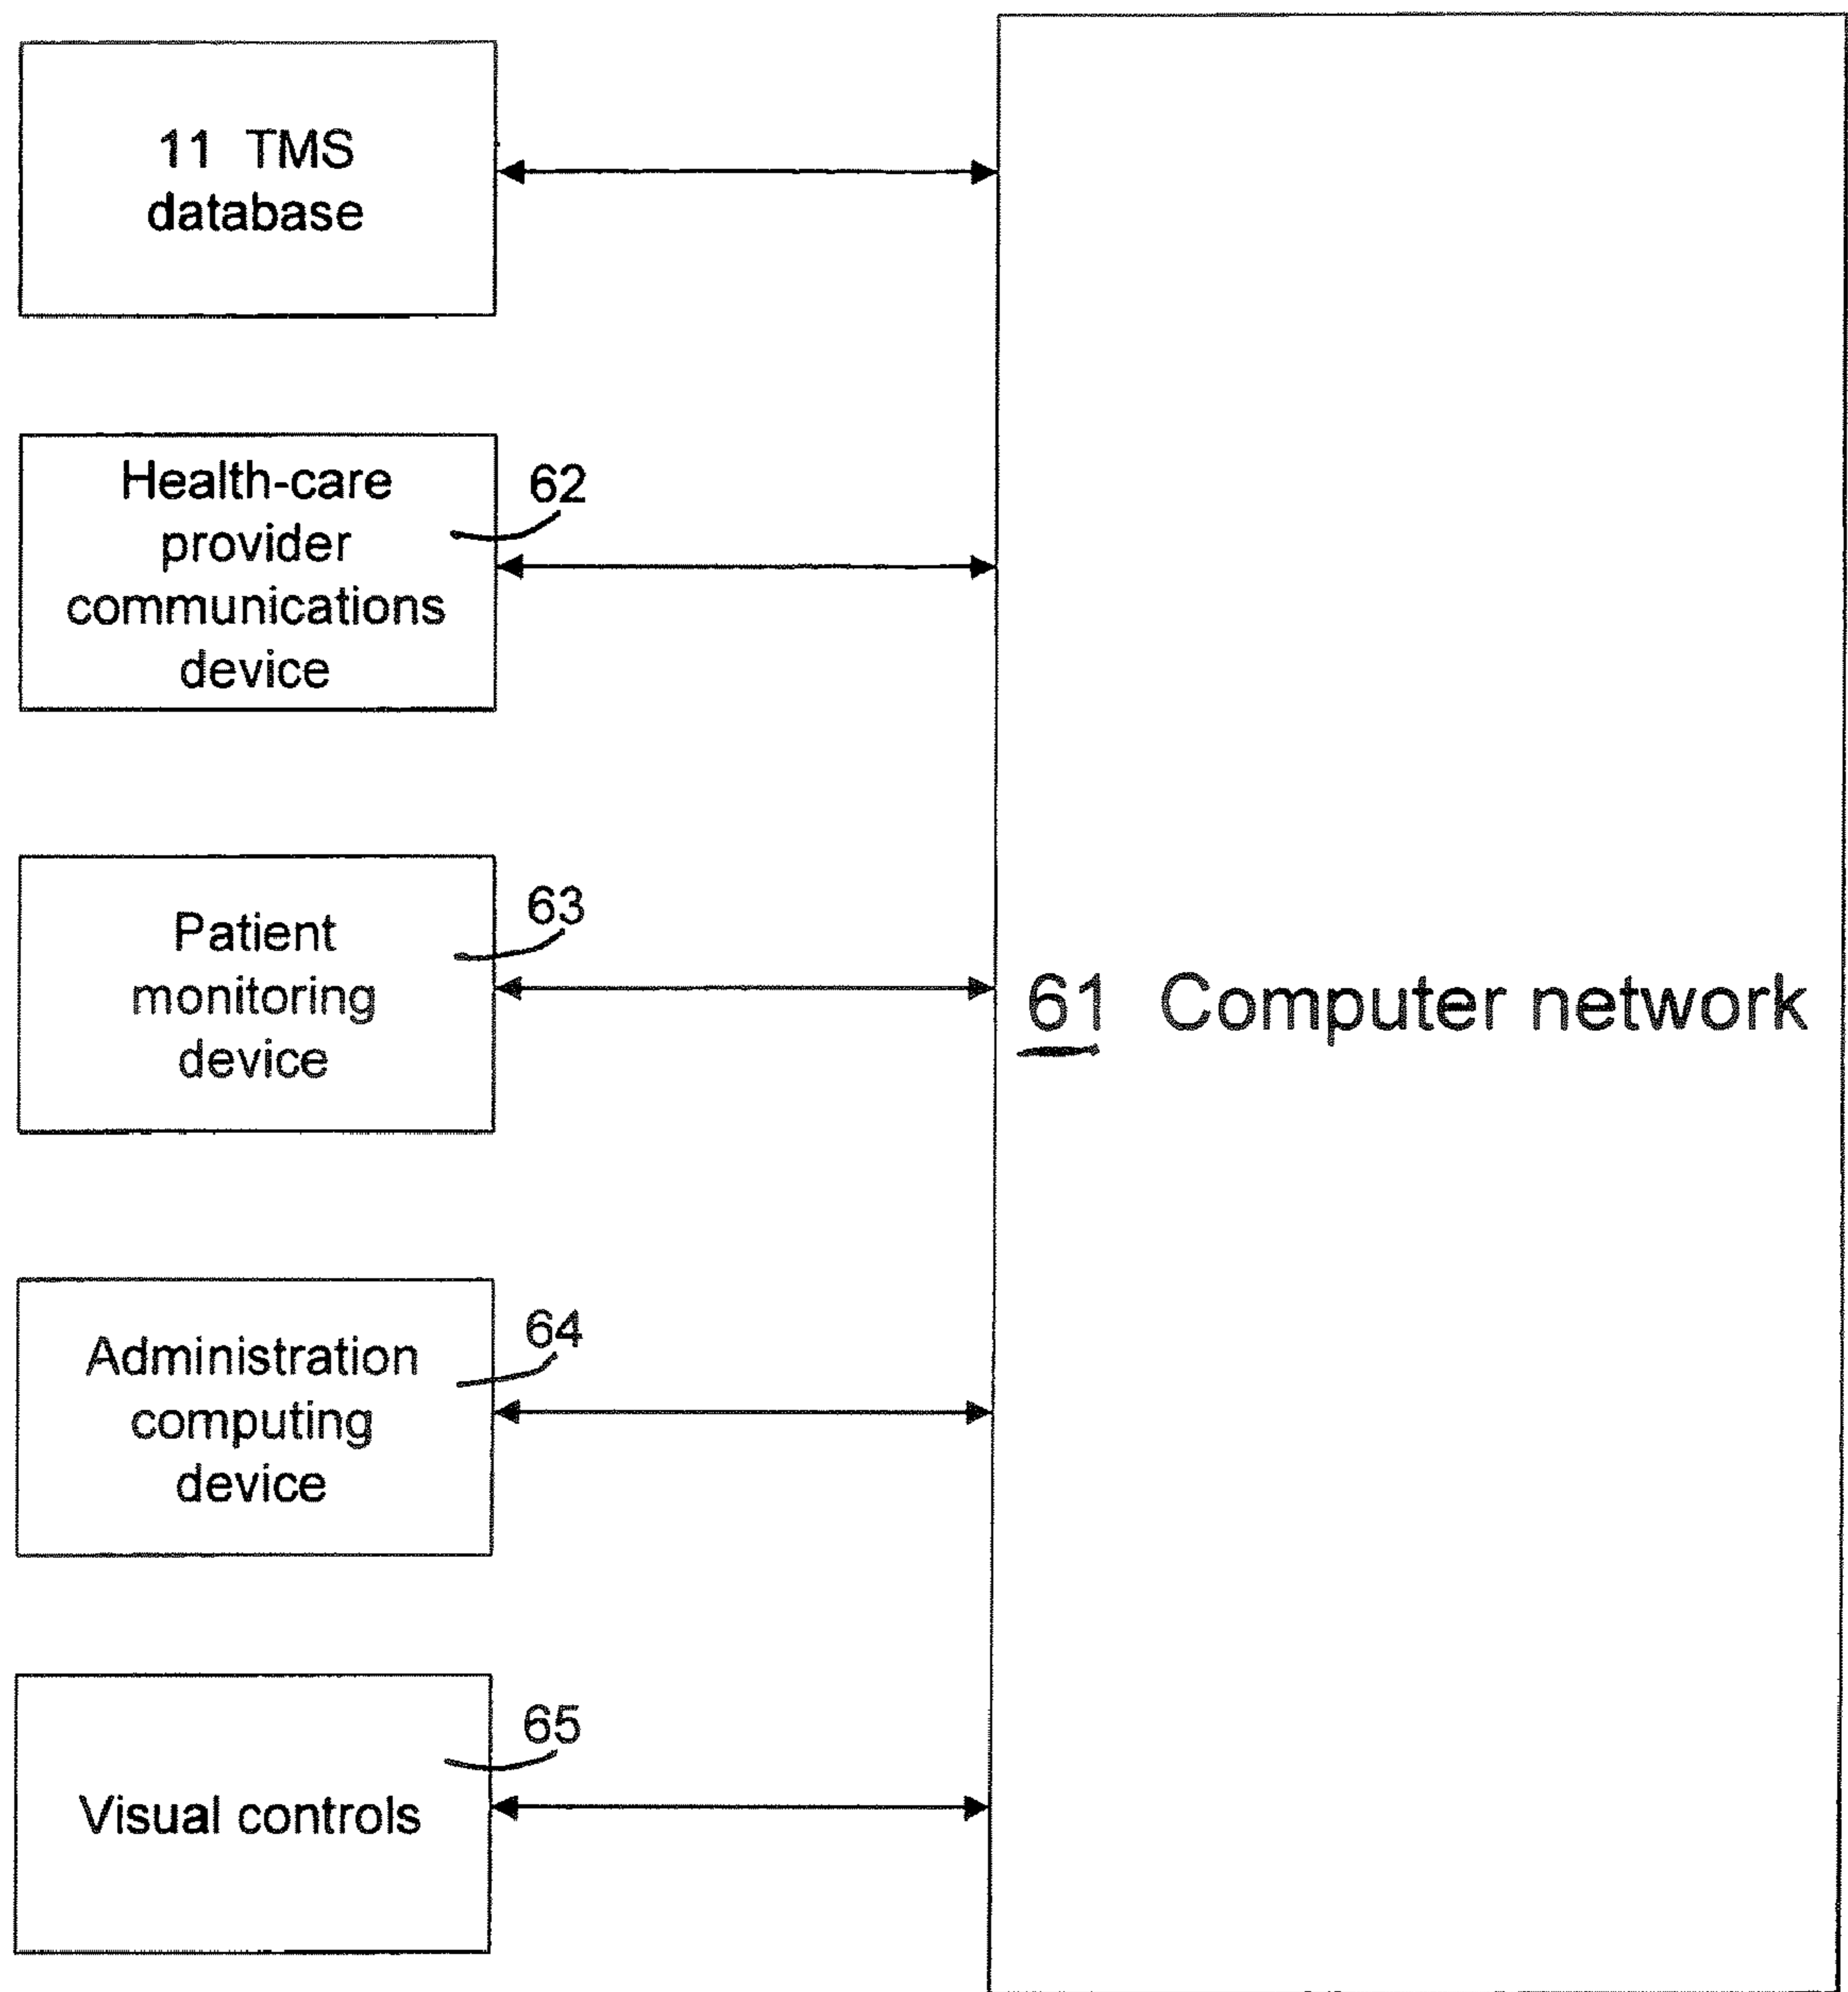 11 TMS
database
Health-care
provider
communications
device
62
Patient
monitoring
device
63
61 Computer network
Administration
computing
device
64
Visual controls
65